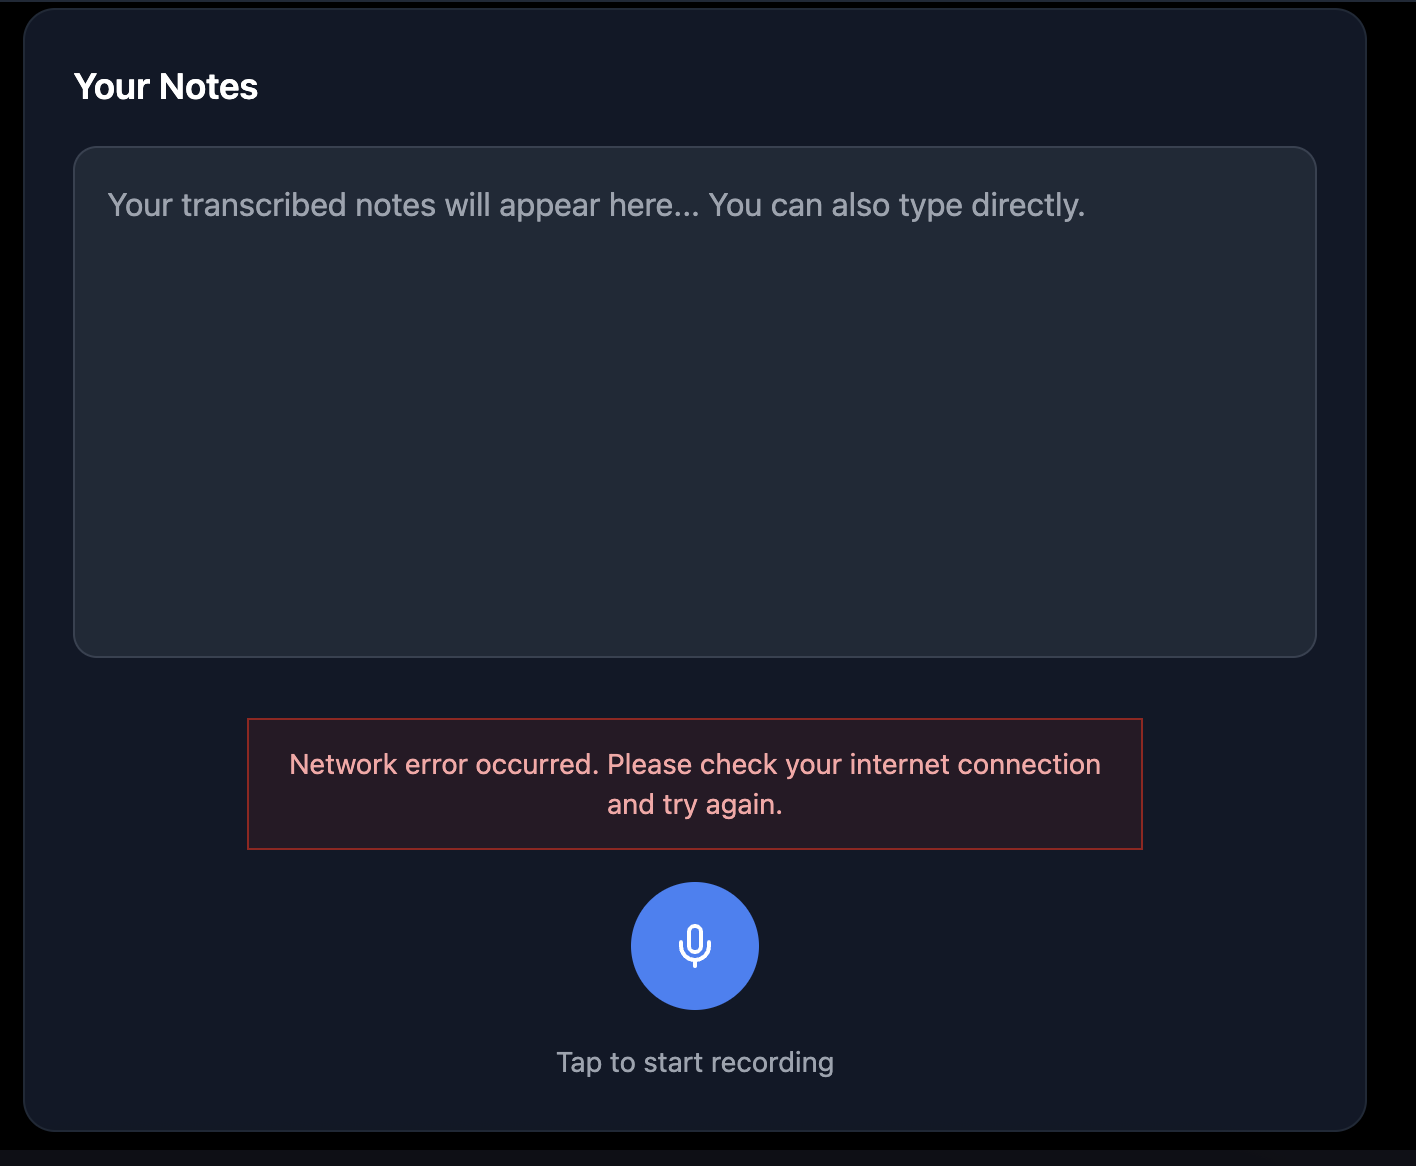 Your Notes
Your transcribed notes will appear here... You can also type directly.
Network error occurred. Please check your internet connection
and try again.
Tap to start recording